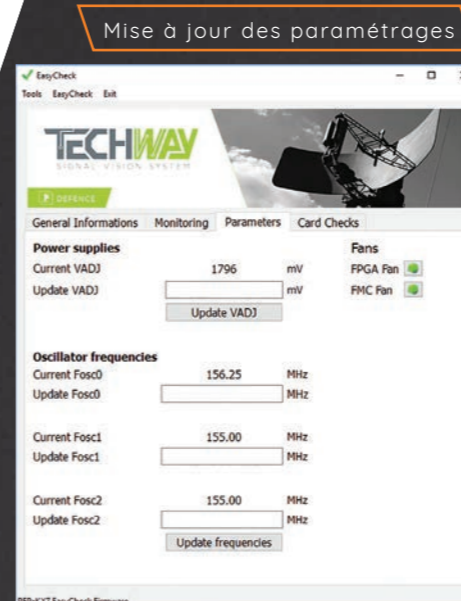 Mise à jour des paramétrages
EasyCheck
Tools EasyCheck Exit
TECHWAY
SIGNAL VISION SYSTEM
DEFENCE
General Informations Monitoring Parameters Card Checks
Power supplies Fans
Current VADJ 1796 mV FPGA Fan
Update VADJ mV FMC Fan
Update VADJ
Oscillator frequencies
Current Fosc0 156.25 MHz
Update Fosc0 MHz
Current Fosc1 155.00 MHz
Update Fosc1 MHz
Current Fosc2 155.00 MHz
Update Fosc2 MHz
Update frequencies
EasyCheck Firmware